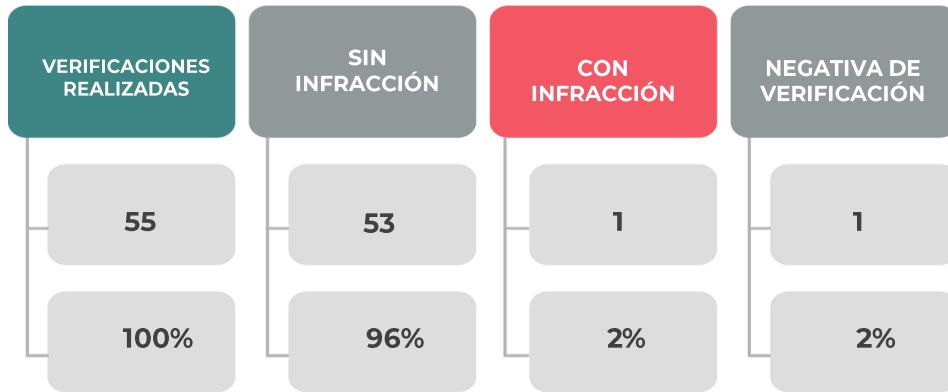 VERIFICACIONES
REALIZADAS
55
100%
SIN
INFRACCIÓN
53
96%
CON
INFRACCIÓN
1
2%
NEGATIVA DE
VERIFICACIÓN
1
2%